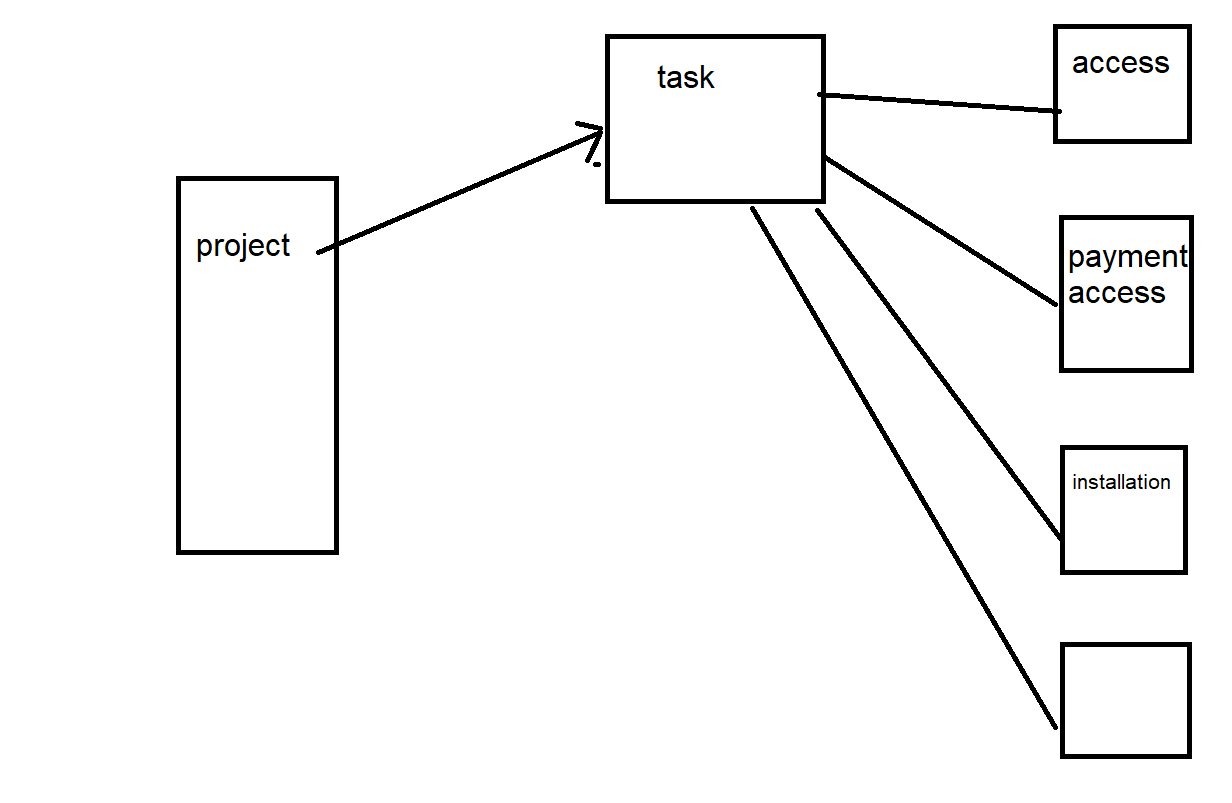 project
task
access
payment
access
installation